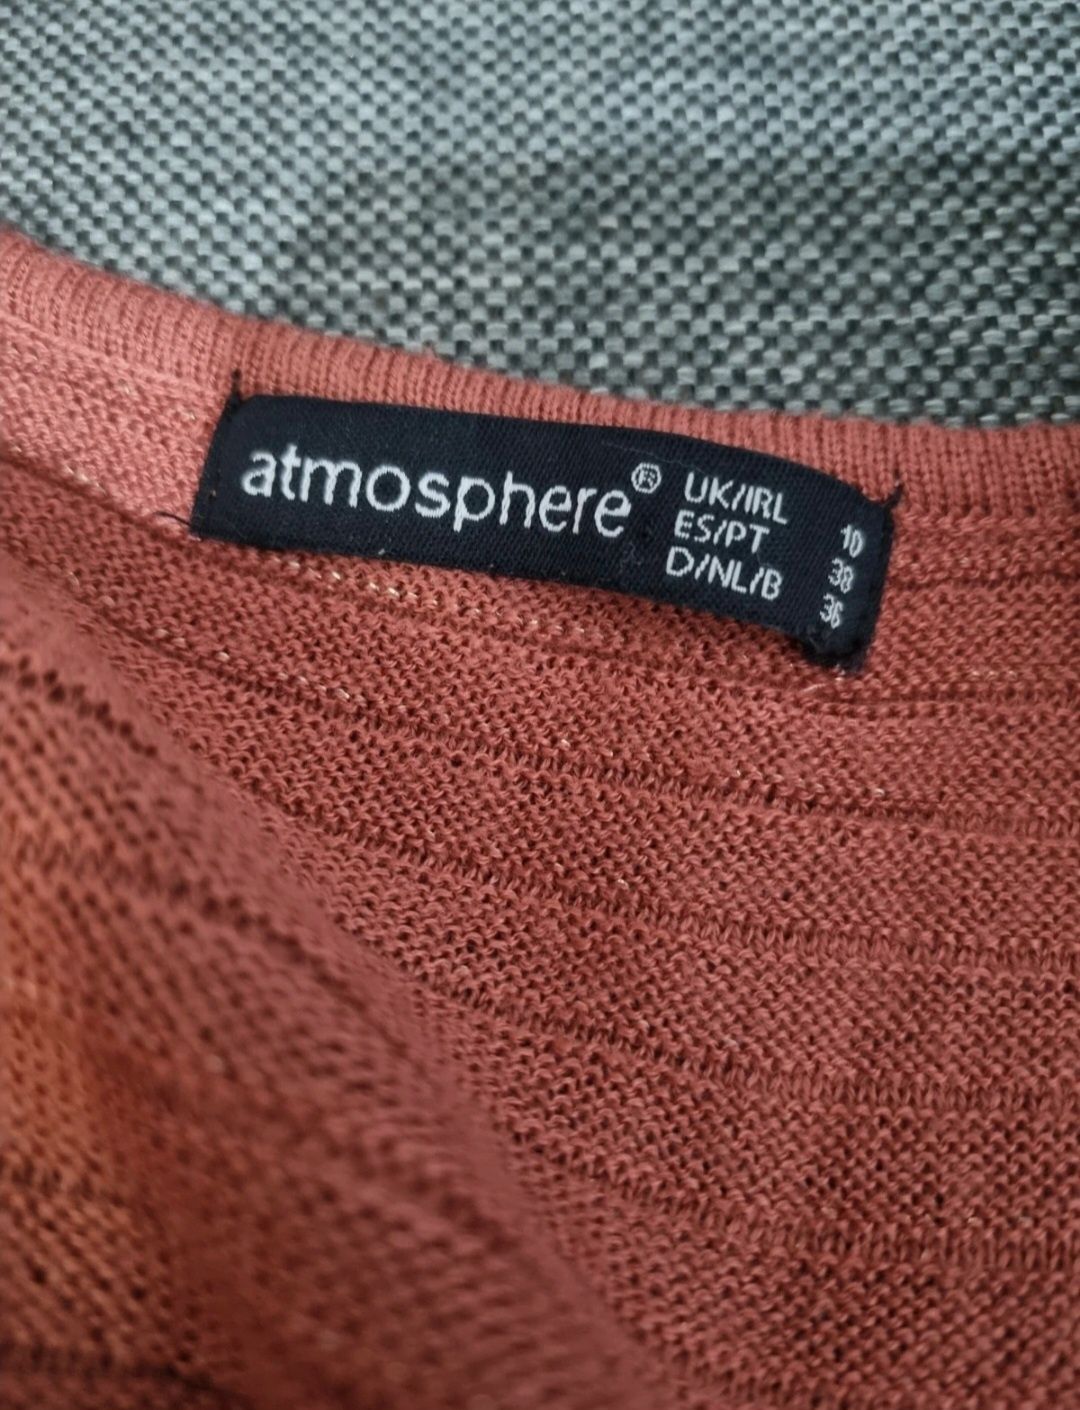 atmosphere®
UK/IRL 10
ES/PT 38
D/NL/B 36